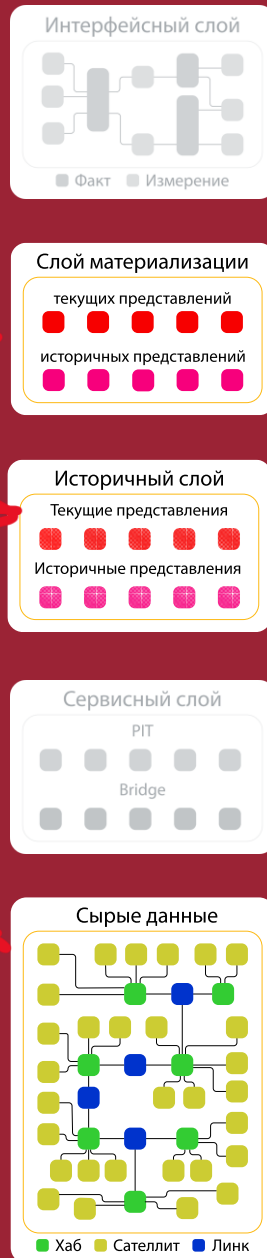 Интерфейсный слой
Факт Измерение
Слой материализации
текущих представлений
историчных представлений
Историчный слой
Текущие представления
Историчные представления
Сервисный слой
PIT
Bridge
Сырые данные
Хаб Сателлит Линк